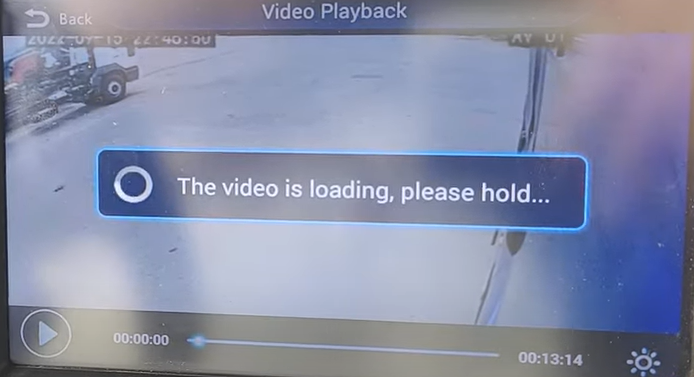 Back
Video Playback
The video is loading, please hold...
00:00:00
00:13:14